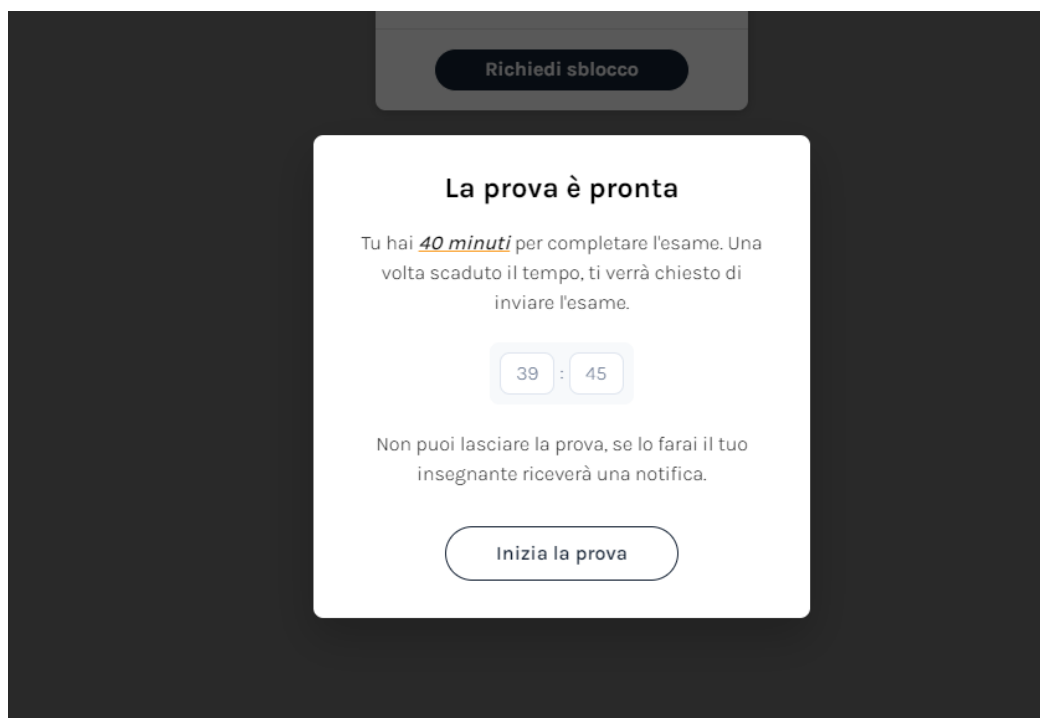 Richiedi sblocco
La prova è pronta
Tu hai 40 minuti per completare l'esame. Una
volta scaduto il tempo, ti verrà chiesto di
inviare l'esame.
39 : 45
Non puoi lasciare la prova, se lo farai il tuo
insegnante riceverà una notifica.
Inizia la prova